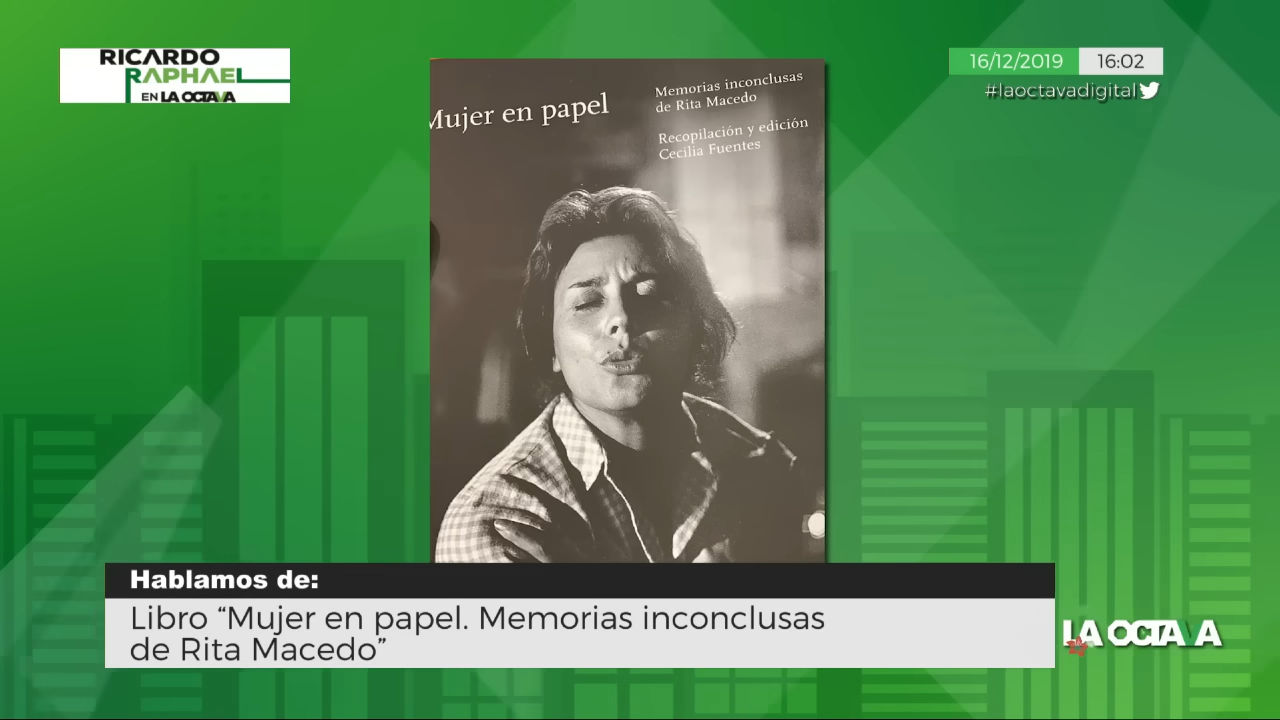 RICARDO
RAPHAEL
EN LA OCTAVA
16/12/2019 16:02
#laoctavadigital
Mujer en papel
Memorias inconclusas
de Rita Macedo
Recopilación y edición
Cecilia Fuentes
Hablamos de:
Libro “Mujer en papel. Memorias inconclusas
de Rita Macedo”
LA OCTAVA